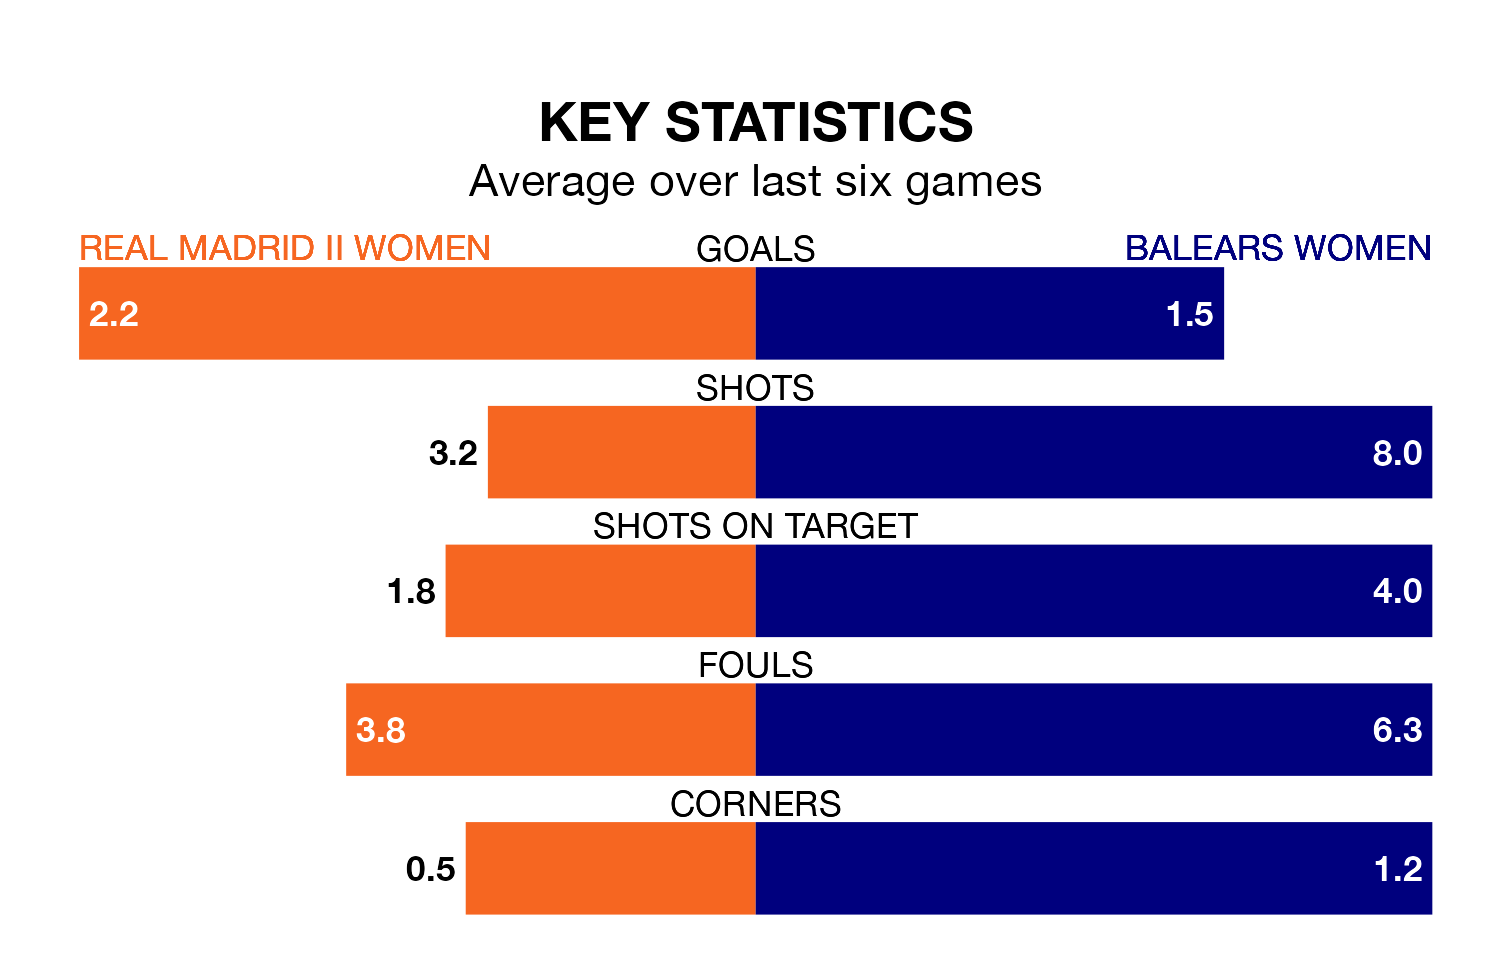 KEY STATISTICS
Average over last six games
REAL MADRID II WOMEN GOALS BALEARS WOMEN
2.2 1.5
SHOTS
3.2 8.0
SHOTS ON TARGET
1.8 4.0
FOULS
3.8 6.3
CORNERS
0.5 1.2